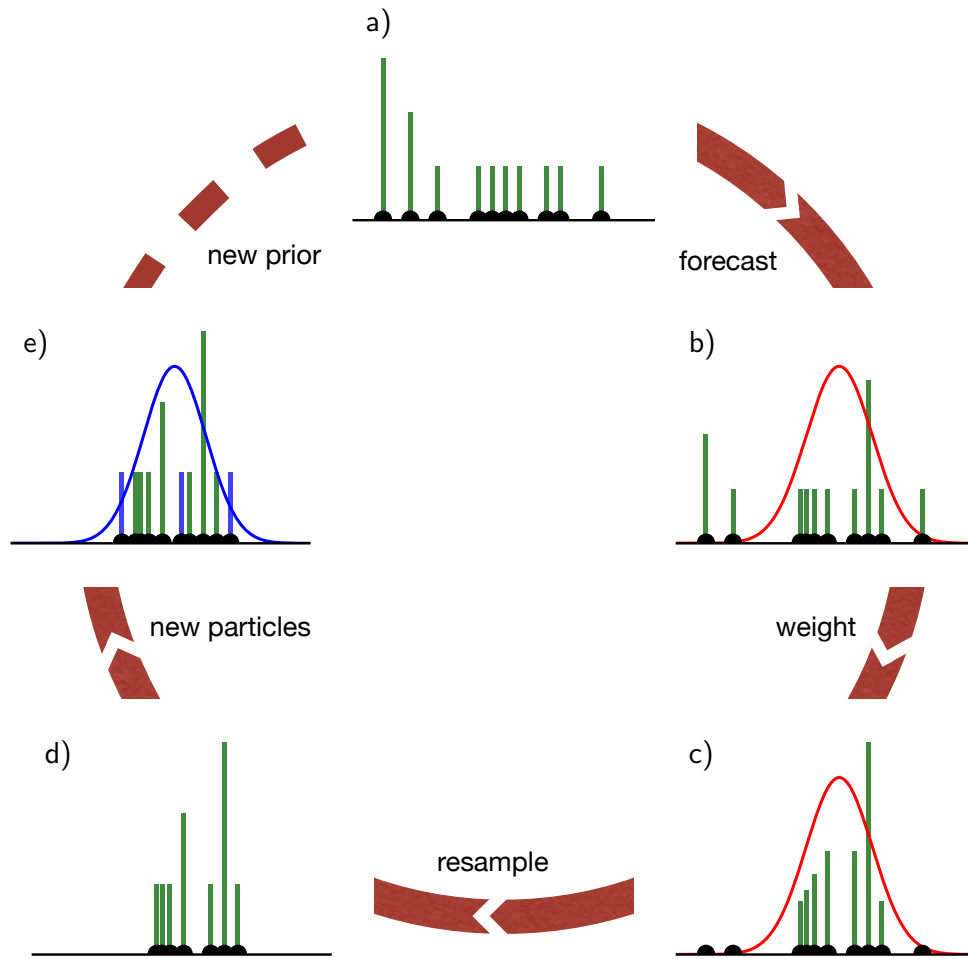 a)
new prior
forecast
e)
b)
new particles
weight
d)
c)
resample